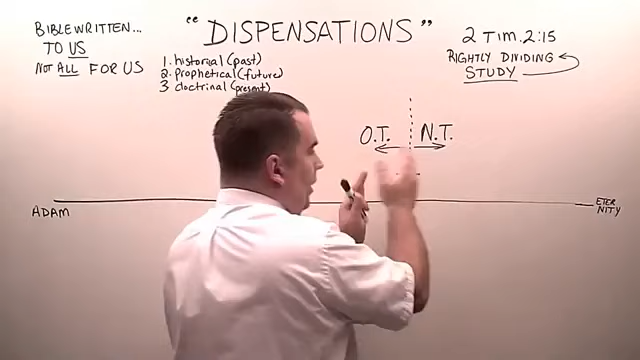 "DISPENSATIONS"
BIBLE WRITTEN...
TO US
NOT ALL FOR US
1. historial (past)
2. Prophetical (future)
3 doctrinal (present)
2 Tim. 2:15
RIGHTLY DIVIDING
STUDY
O.T. N.T.
ADAM
ETER
NITY